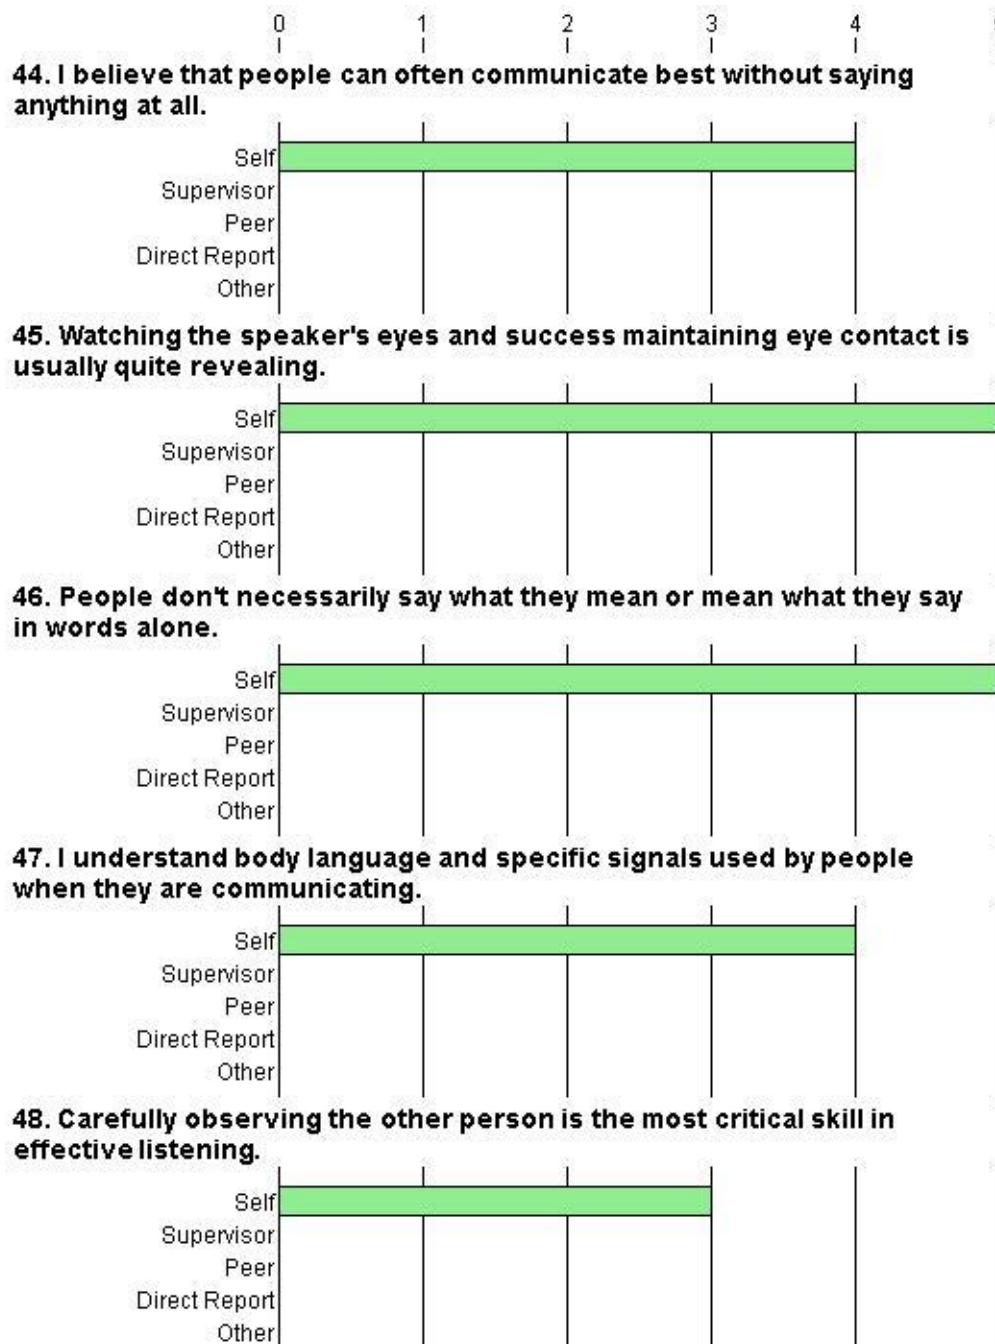 0 1 2 3 4
44. I believe that people can often communicate best without saying
anything at all.
Self
Supervisor
Peer
Direct Report
Other
45. Watching the speaker's eyes and success maintaining eye contact is
usually quite revealing.
Self
Supervisor
Peer
Direct Report
Other
46. People don't necessarily say what they mean or mean what they say
in words alone.
Self
Supervisor
Peer
Direct Report
Other
47. I understand body language and specific signals used by people
when they are communicating.
Self
Supervisor
Peer
Direct Report
Other
48. Carefully observing the other person is the most critical skill in
effective listening.
Self
Supervisor
Peer
Direct Report
Other